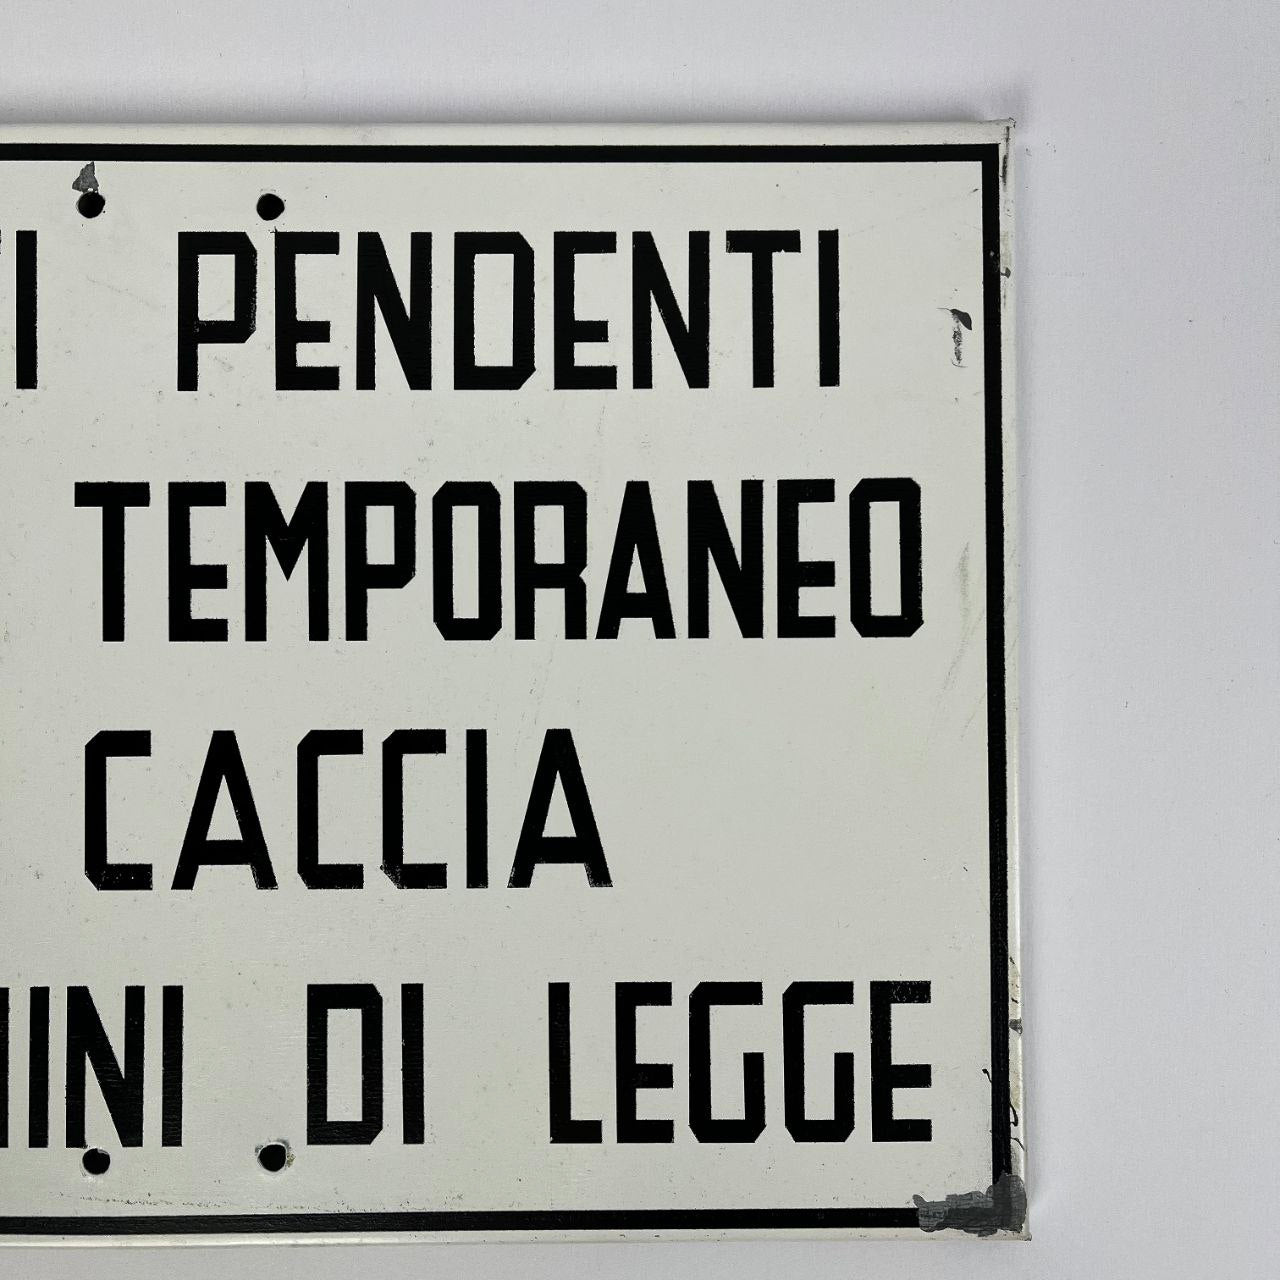 PENDENTI
TEMPORANEO
CACCIA
DI LEGGE